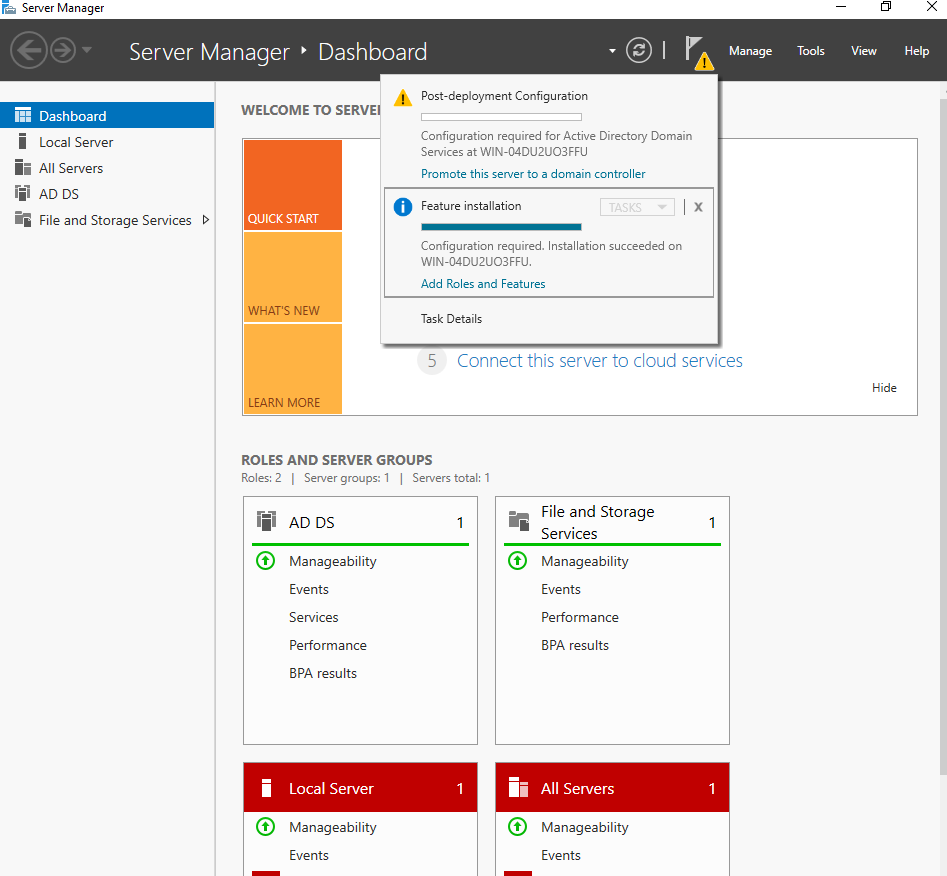 Server Manager
Server Manager ‣ Dashboard
Manage Tools View Help
Dashboard
Local Server
All Servers
AD DS
File and Storage Services
WELCOME TO SERVE
QUICK START
WHAT'S NEW
LEARN MORE
Post-deployment Configuration
Configuration required for Active Directory Domain
Services at WIN-04DU2UO3FFU
Promote this server to a domain controller
Feature installation
TASKS
X
Configuration required. Installation succeeded on
WIN-04DU2UO3FFU.
Add Roles and Features
Task Details
5 Connect this server to cloud services
Hide
ROLES AND SERVER GROUPS
Roles: 2 | Server groups: 1 | Servers total: 1
AD DS 1
Manageability
Events
Services
Performance
BPA results
File and Storage
Services 1
Manageability
Events
Performance
BPA results
Local Server 1
Manageability
Events
All Servers 1
Manageability
Events